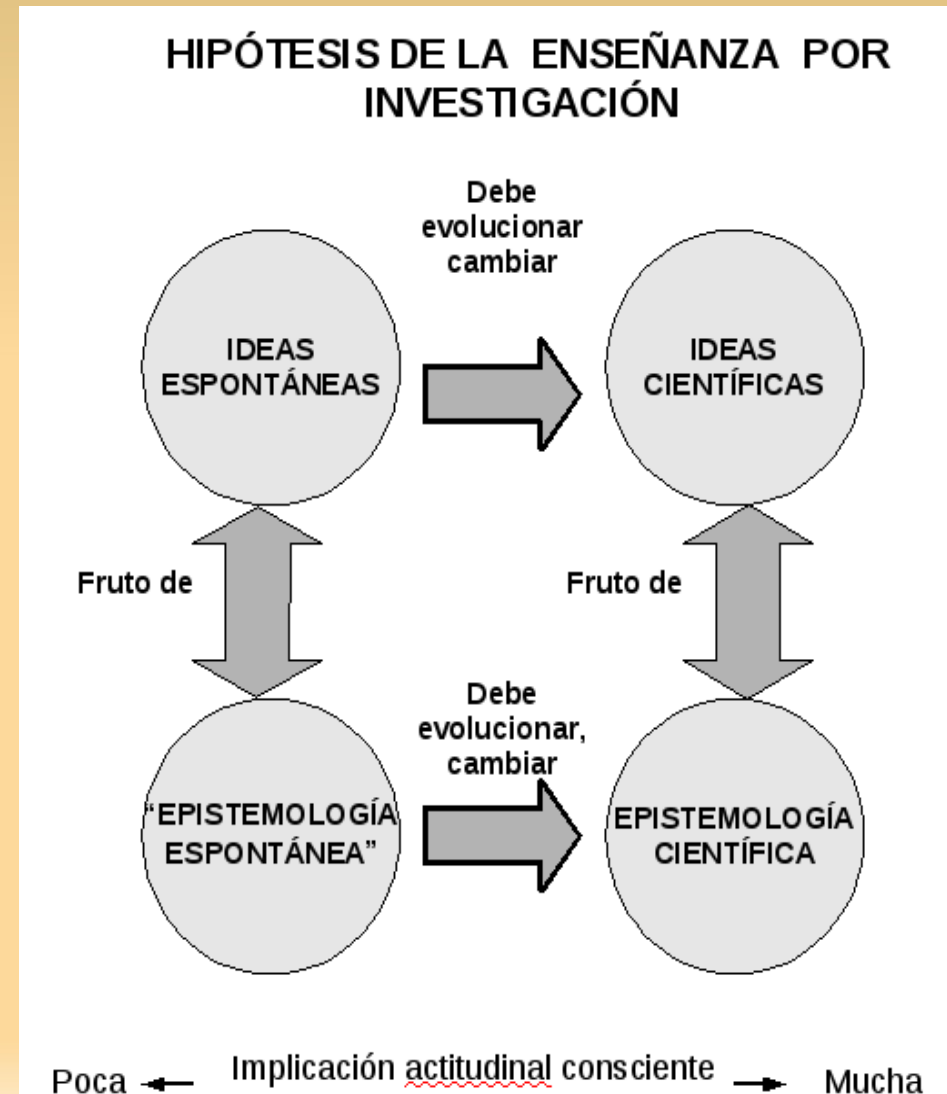 HIPÓTESIS DE LA ENSEÑANZA POR
INVESTIGACIÓN
Debe
evolucionar
cambiar
IDEAS
ESPONTÁNEAS
IDEAS
CIENTÍFICAS
Fruto de
Fruto de
Debe
evolucionar,
cambiar
“EPISTEMOLOGÍA
ESPONTÁNEA”
EPISTEMOLOGÍA
CIENTÍFICA
Poca
Implicación actitudinal consciente
Mucha